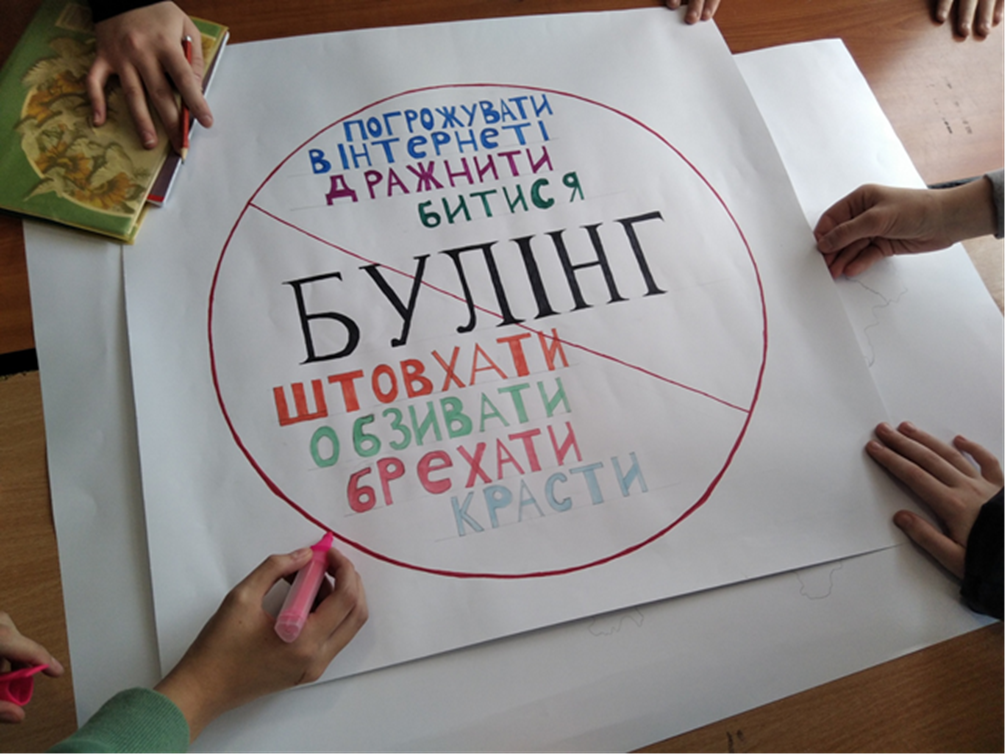 ПОГРОЖУВАТИ
В ІНТЕРНЕТІ
ДРАЖНИТИ
БИТИСЯ
БУЛІНГ
ШТОВХАТИ
ОБЗИВАТИ
БРЕХАТИ
КРАСТИ